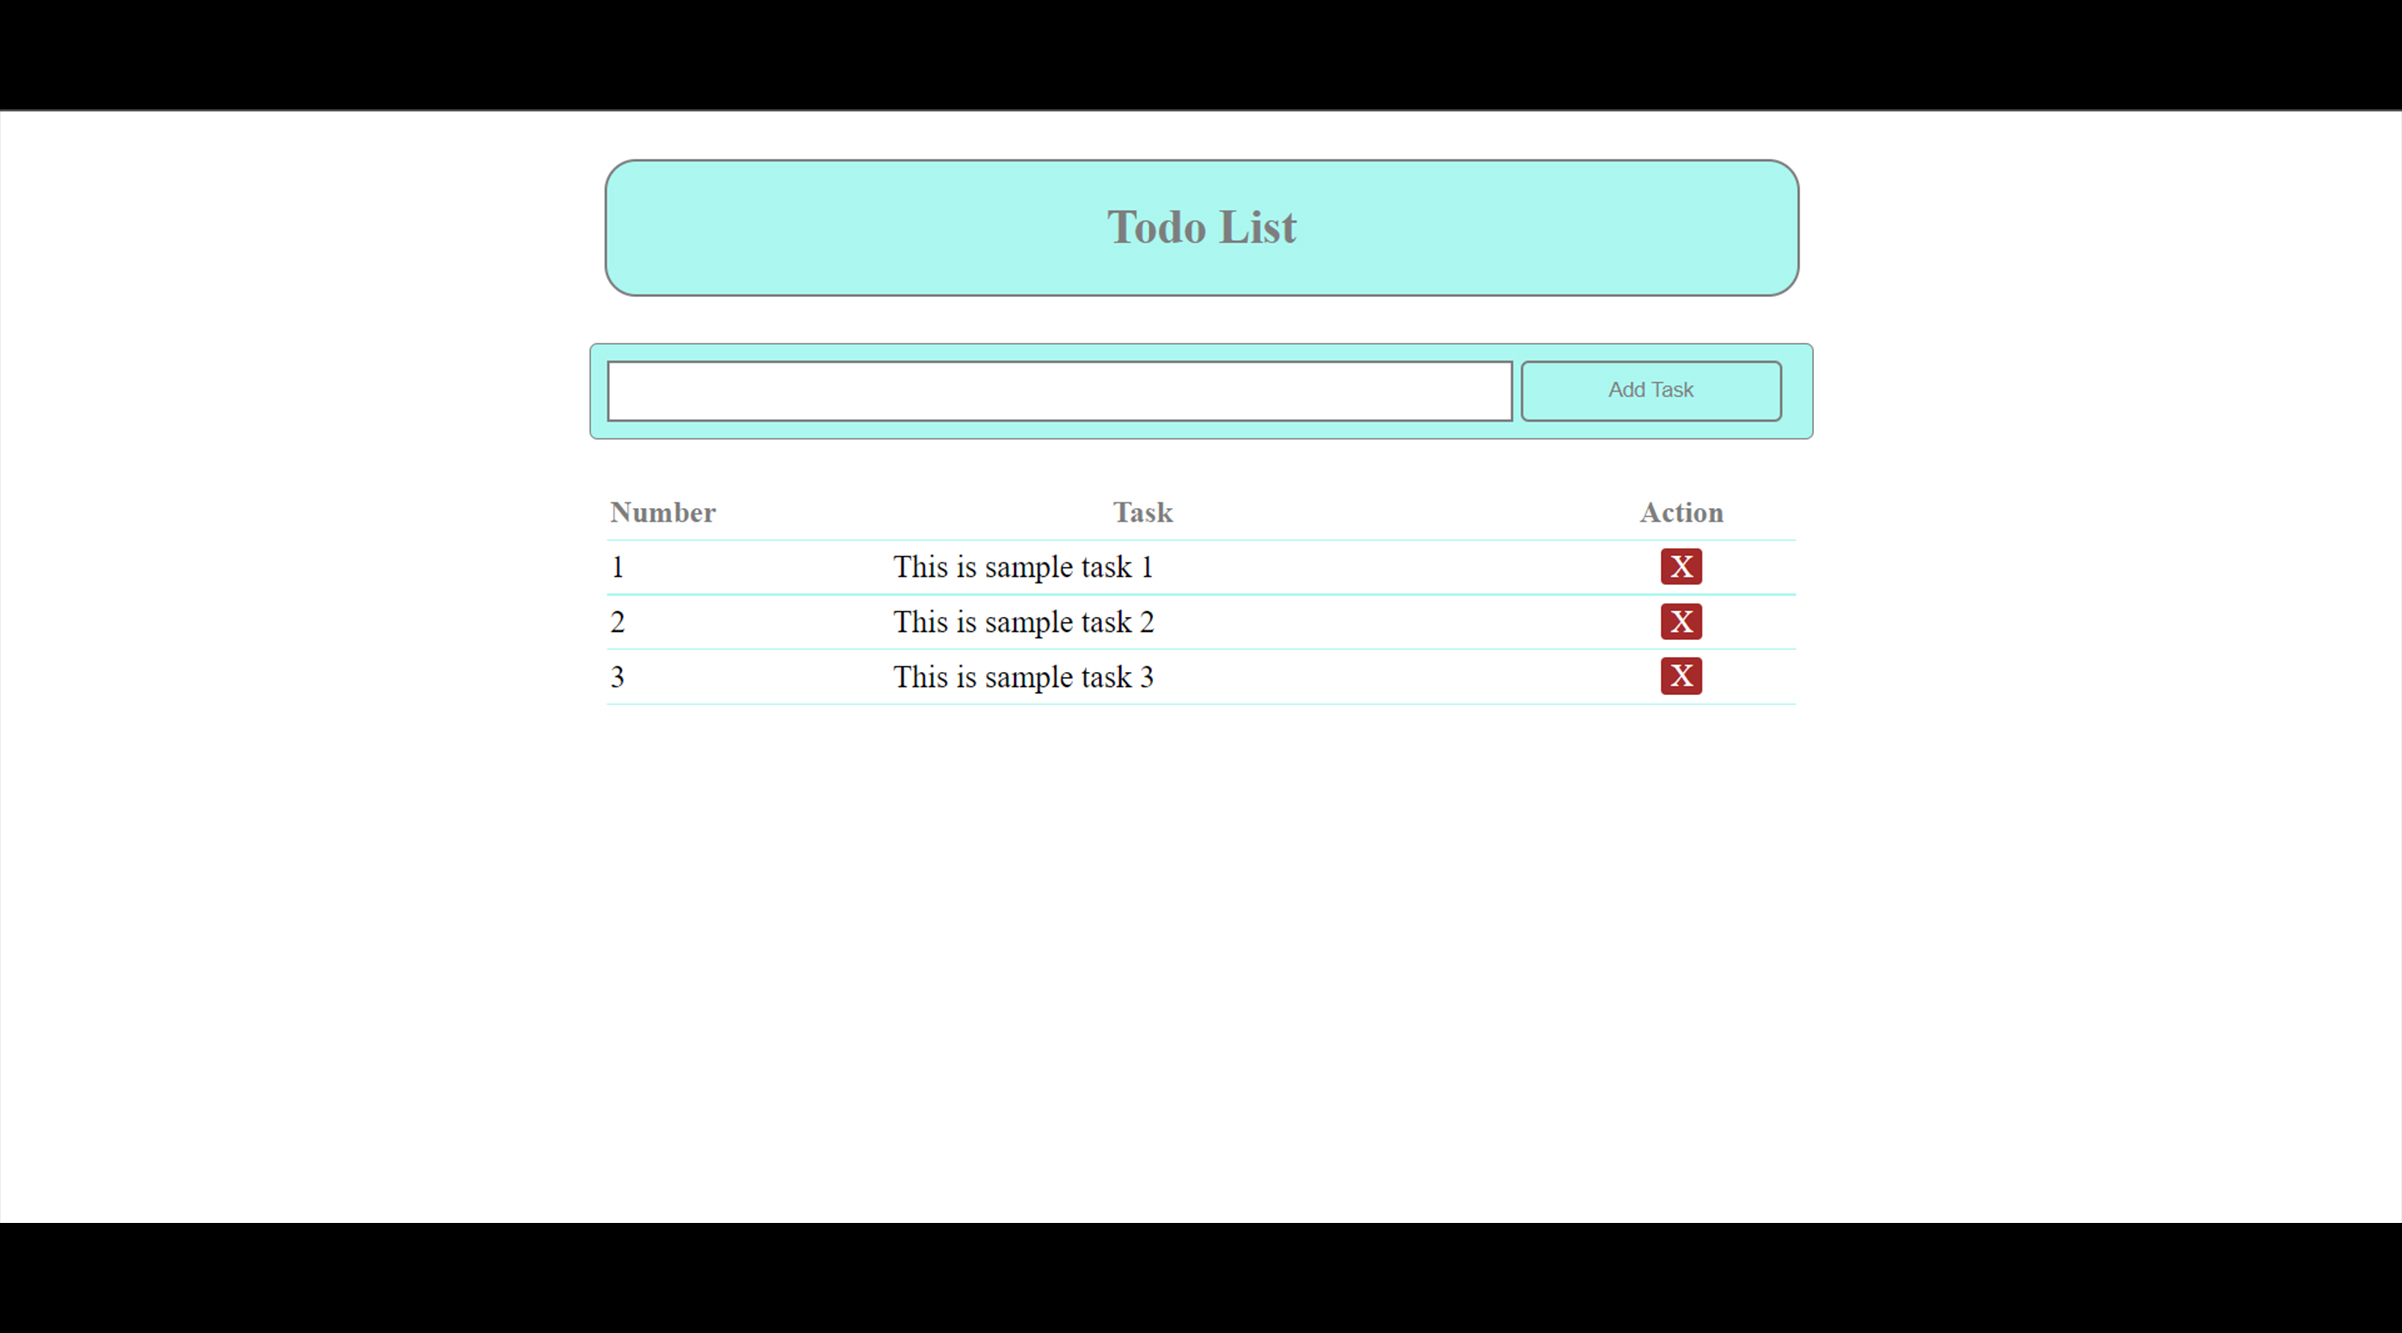 Todo List
Add Task
Number Task Action
1 This is sample task 1 X
2 This is sample task 2 X
3 This is sample task 3 X